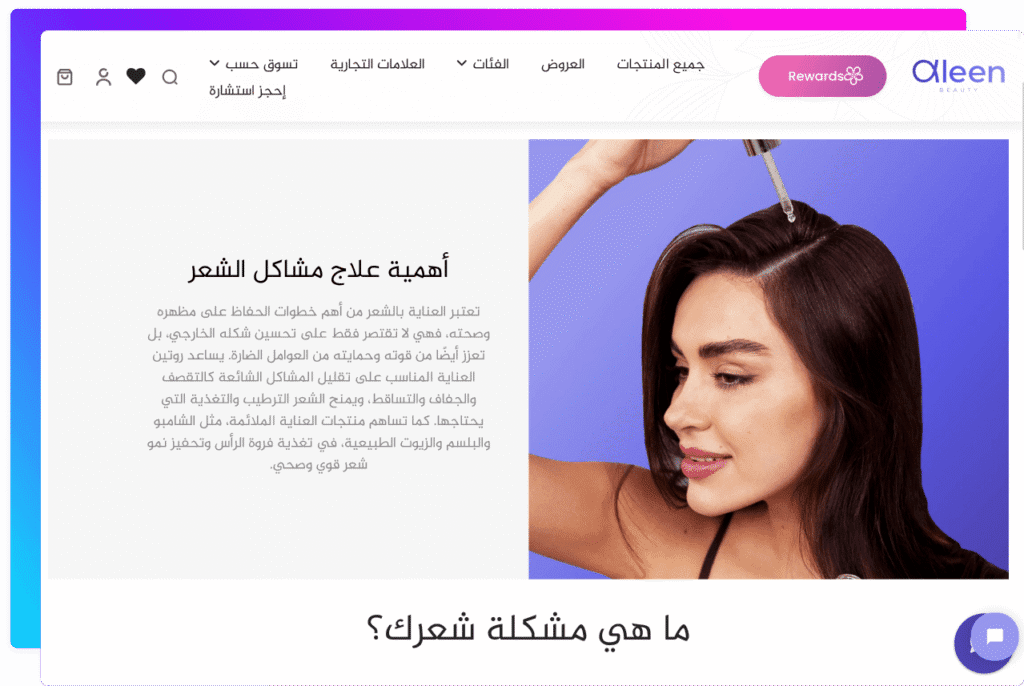 aleen
BEAUTY
Rewards
جميع المنتجات
العروض
الفئات
العلامات التجارية
تسوق حسب
إحجز استشارة
أهمية علاج مشاكل الشعر
تعتبر العناية بالشعر من أهم خطوات الحفاظ على مظهره
وصحته، فهي لا تقتصر فقط على تحسين شكله الخارجي، بل
تعزز أيضًا من قوته وحمايته من العوامل الضارة. يساعد روتين
العناية المناسب على تقليل المشاكل الشائعة كالتقصف
والجفاف والتساقط، ويمنح الشعر الترطيب والتغذية التي
يحتاجها. كما تساهم منتجات العناية الملائمة، مثل الشامبو
والبلسم والزيوت الطبيعية، في تغذية فروة الرأس وتحفيز نمو
شعر قوي وصحي.
ما هي مشكلة شعرك؟